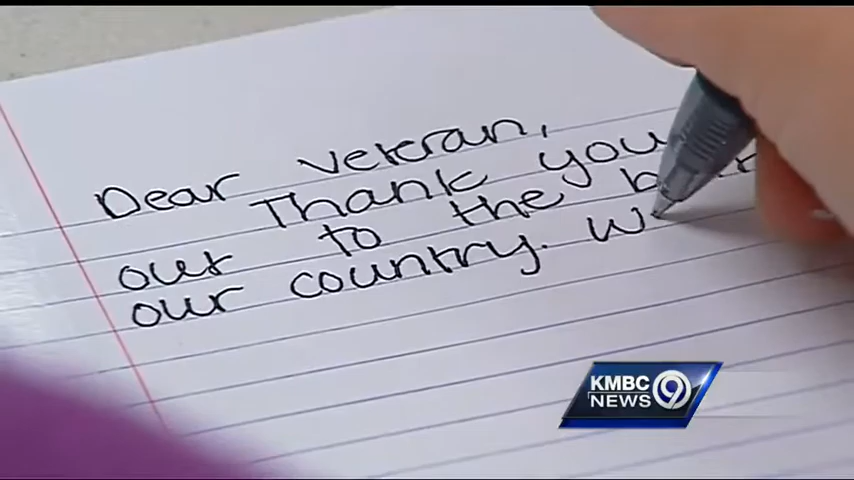 Dear veteran,
Thank you
out to the
our country. W
KMBC 9
NEWS